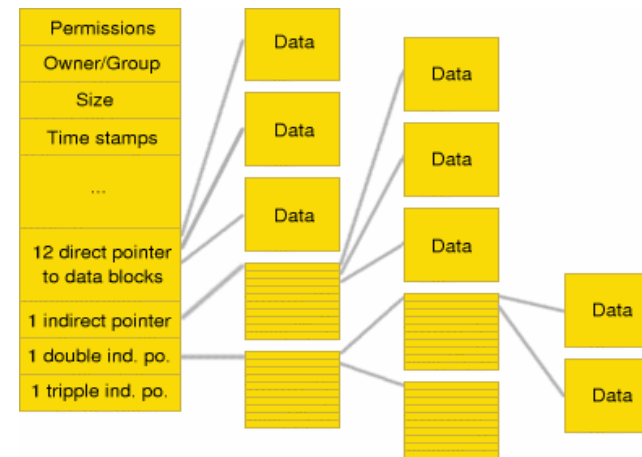 Permissions
Owner/Group
Size
Time stamps
...
12 direct pointer
to data blocks
1 indirect pointer
1 double ind. po.
1 tripple ind. po.
Data
Data
Data
Data
Data
Data
Data
Data